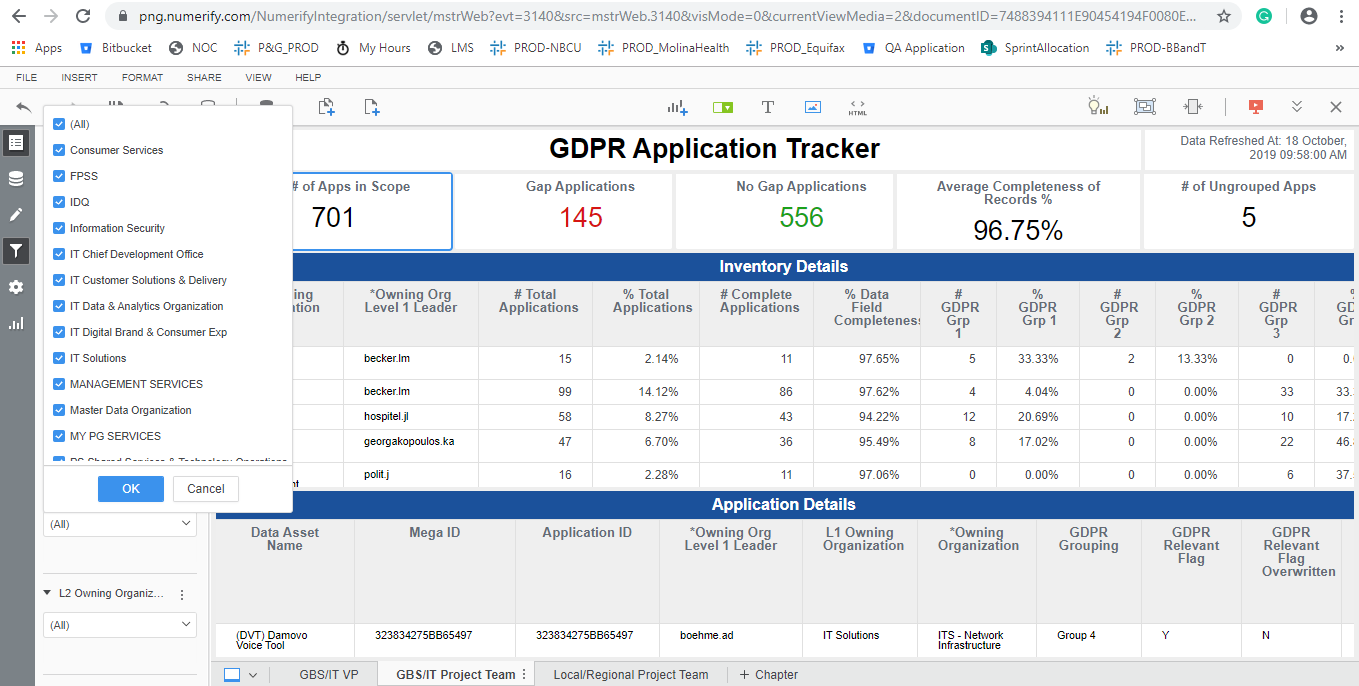 png.numerify.com/NumerifyIntegration/servlet/mstrWeb?evt=3140&src=mstrWeb.3140&visMode=0&currentViewMedia=2&documentID=7488394111E90454194F0080E...
Apps Bitbucket NOC P&G_PROD My Hours LMS PROD-NBCU PROD_MolinaHealth PROD_Equifax QA Application SprintAllocation PROD-BBandT »
FILE INSERT FORMAT SHARE VIEW HELP
HTML
(All)
Consumer Services
FPSS
IDQ
Information Security
IT Chief Development Office
IT Customer Solutions & Delivery
IT Data & Analytics Organization
IT Digital Brand & Consumer Exp
IT Solutions
MANAGEMENT SERVICES
Master Data Organization
MY PG SERVICES
PS Shared Services & Technology Operations
OK Cancel
(All)
L2 Owning Organiz...
(All)
GDPR Application Tracker
Data Refreshed At: 18 October,
2019 09:58:00 AM
# of Apps in Scope
701
Gap Applications
145
No Gap Applications
556
Average Completeness of
Records %
96.75%
# of Ungrouped Apps
5
Inventory Details
*Owning Org
Level 1 Leader
# Total
Applications
% Total
Applications
# Complete
Applications
% Data
Field
Completeness
#
GDPR
Grp
1
%
GDPR
Grp 1
#
GDPR
Grp
2
%
GDPR
Grp 2
#
GDPR
Grp
3
becker.lm 15 2.14% 11 97.65% 5 33.33% 2 13.33% 0 0.
becker.lm 99 14.12% 86 97.62% 4 4.04% 0 0.00% 33 33.
hospitel.jl 58 8.27% 43 94.22% 12 20.69% 0 0.00% 10 17.
georgakopoulos.ka 47 6.70% 36 95.49% 8 17.02% 0 0.00% 22 46.
polit.j 16 2.28% 11 97.06% 0 0.00% 0 0.00% 6 37.
Application Details
Data Asset
Name
Mega ID
Application ID
*Owning Org
Level 1 Leader
L1 Owning
Organization
*Owning
Organization
GDPR
Grouping
GDPR
Relevant
Flag
GDPR
Relevant
Flag
Overwritten
(DVT) Damovo
Voice Tool
323834275BB65497 323834275BB65497 boehme.ad IT Solutions
ITS - Network
Infrastructure
Group 4 Y N
GBS/IT VP GBS/IT Project Team Local/Regional Project Team + Chapter